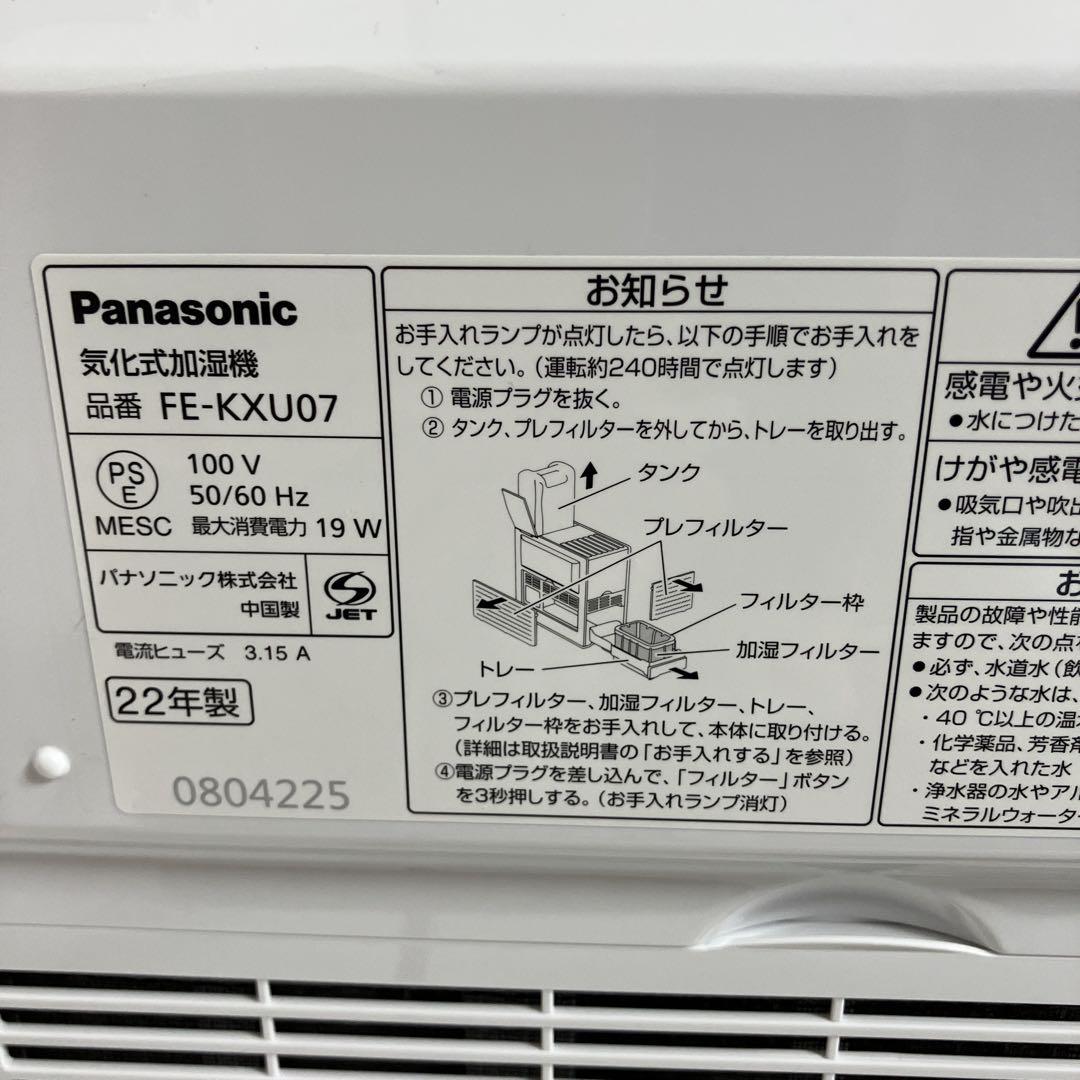 Panasonic
気化式加湿機
品番 FE-KXU07
PS
E
MESC
100 V
50/60 Hz
最大消費電力 19 W
パナソニック株式会社
中国製
S
JET
電流ヒューズ 3.15 A
22年製
0804225
お知らせ
お手入れランプが点灯したら、以下の手順でお手入れを
してください。(運転約240時間で点灯します)
① 電源プラグを抜く。
② タンク、プレフィルターを外してから、トレーを取り出す。
タンク
プレフィルター
フィルター枠
加湿フィルター
トレー
③プレフィルター、加湿フィルター、トレー、
フィルター枠をお手入れして、本体に取り付ける。
(詳細は取扱説明書の「お手入れする」を参照)
④電源プラグを差し込んで、「フィルター」ボタン
を3秒押しする。(お手入れランプ消灯)
感電や火
●水につけた
けがや感電
●吸気口や吹出
指や金属物な
お
製品の故障や性能
ますので、次の点を
●必ず、水道水(飲
●次のような水は、
・40 ℃以上の温水
・化学薬品、芳香剤
などを入れた水
・浄水器の水やアル
ミネラルウォーター